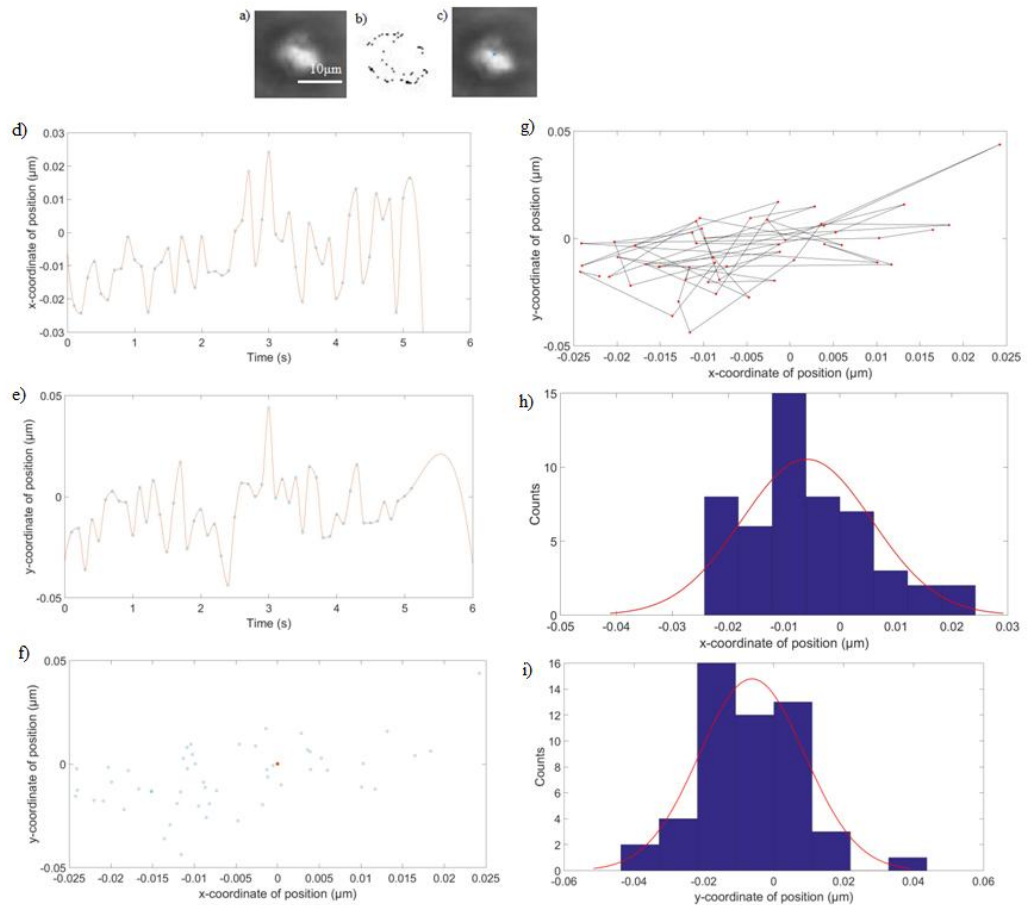 a)
b)
c)
10µm
d)
0.03
0.02
0.01
0
-0.01
-0.02
-0.03
x-coordinate of position (µm)
0 1 2 3 4 5 6
Time (s)
e)
0.05
0
-0.05
y-coordinate of position (µm)
0 1 2 3 4 5 6
Time (s)
f)
0.05
0
-0.05
y-coordinate of position (µm)
-0.025 -0.02 -0.015 -0.01 -0.005 0 0.005 0.01 0.015 0.02 0.025
x-coordinate of position (µm)
g)
0.05
0
-0.05
y-coordinate of position (µm)
-0.025 -0.02 -0.015 -0.01 -0.005 0 0.005 0.01 0.015 0.02 0.025
x-coordinate of position (µm)
h)
15
10
5
0
Counts
-0.05 -0.04 -0.03 -0.02 -0.01 0 0.01 0.02 0.03
x-coordinate of position (µm)
i)
16
14
12
10
8
6
4
2
0
Counts
-0.06 -0.04 -0.02 0 0.02 0.04 0.06
y-coordinate of position (µm)